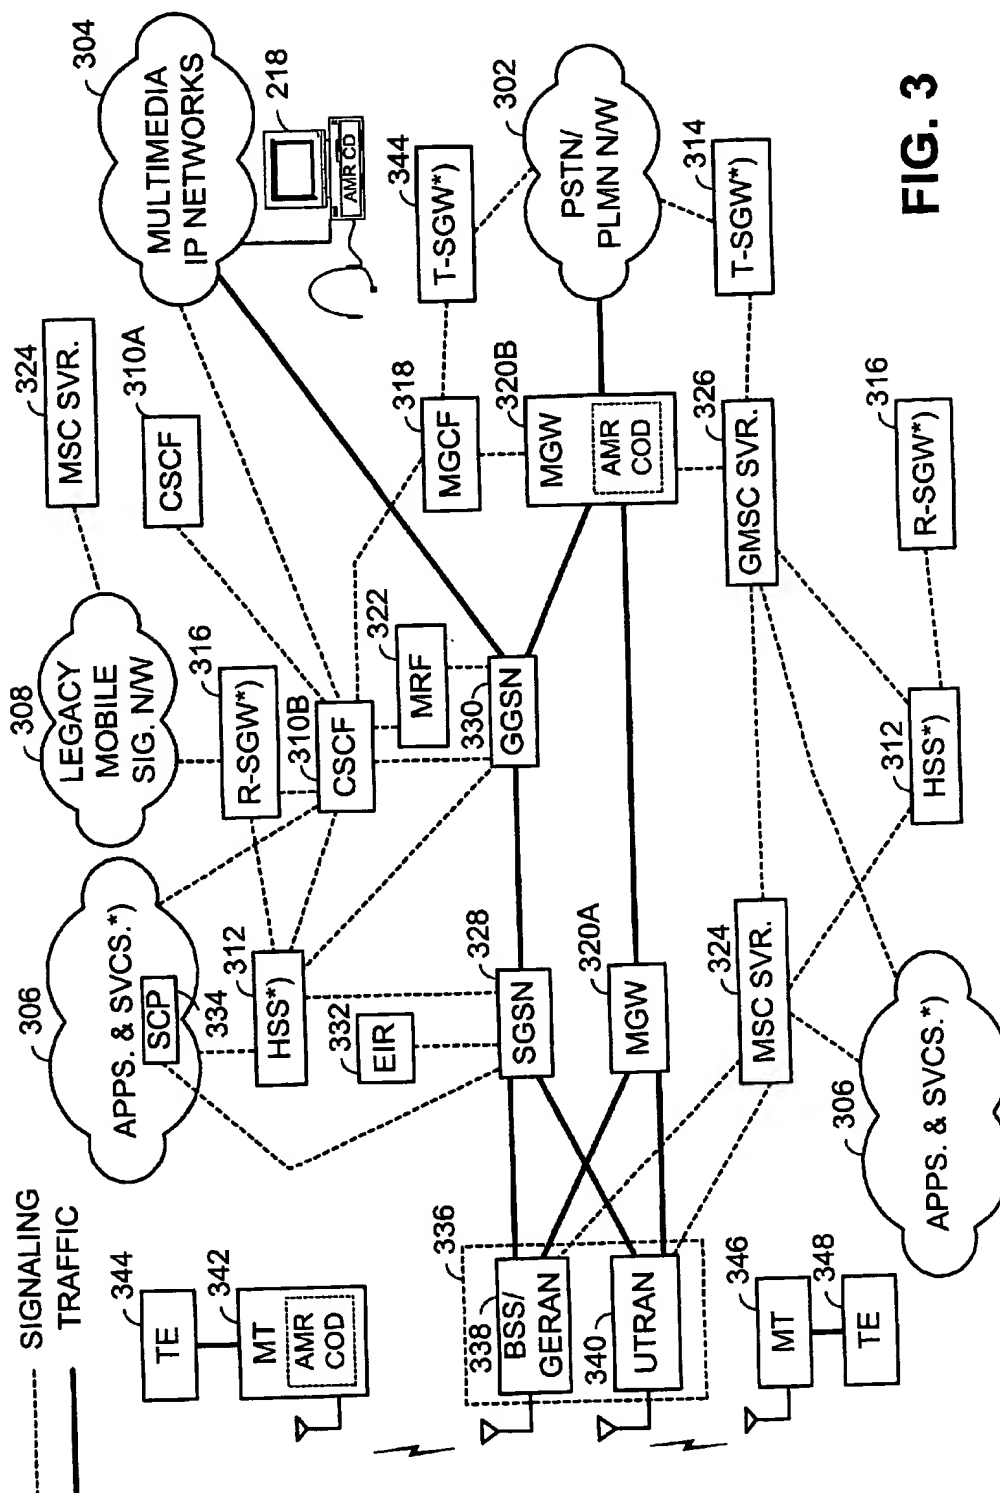 SIGNALING
TRAFFIC
344
TE
342
MT
AMR
COD
306
APPS. & SVCS.*)
SCP
334
308
LEGACY
MOBILE
SIG. N/W
324
MSC SVR.
304
MULTIMEDIA
IP NETWORKS
218
AMR CD
310A
CSCF
316
R-SGW*)
310B
CSCF
312
HSS*)
332
EIR
322
MRF
330
GGSN
318
MGCF
344
T-SGW*)
302
PSTN/
PLMN N/W
320B
MGW
AMR
COD
328
SGSN
320A
MGW
336
338
BSS/
GERAN
340
UTRAN
346
MT
348
TE
324
MSC SVR.
306
APPS. & SVCS.*)
326
GMSC SVR.
314
T-SGW*)
312
HSS*)
316
R-SGW*)
FIG. 3